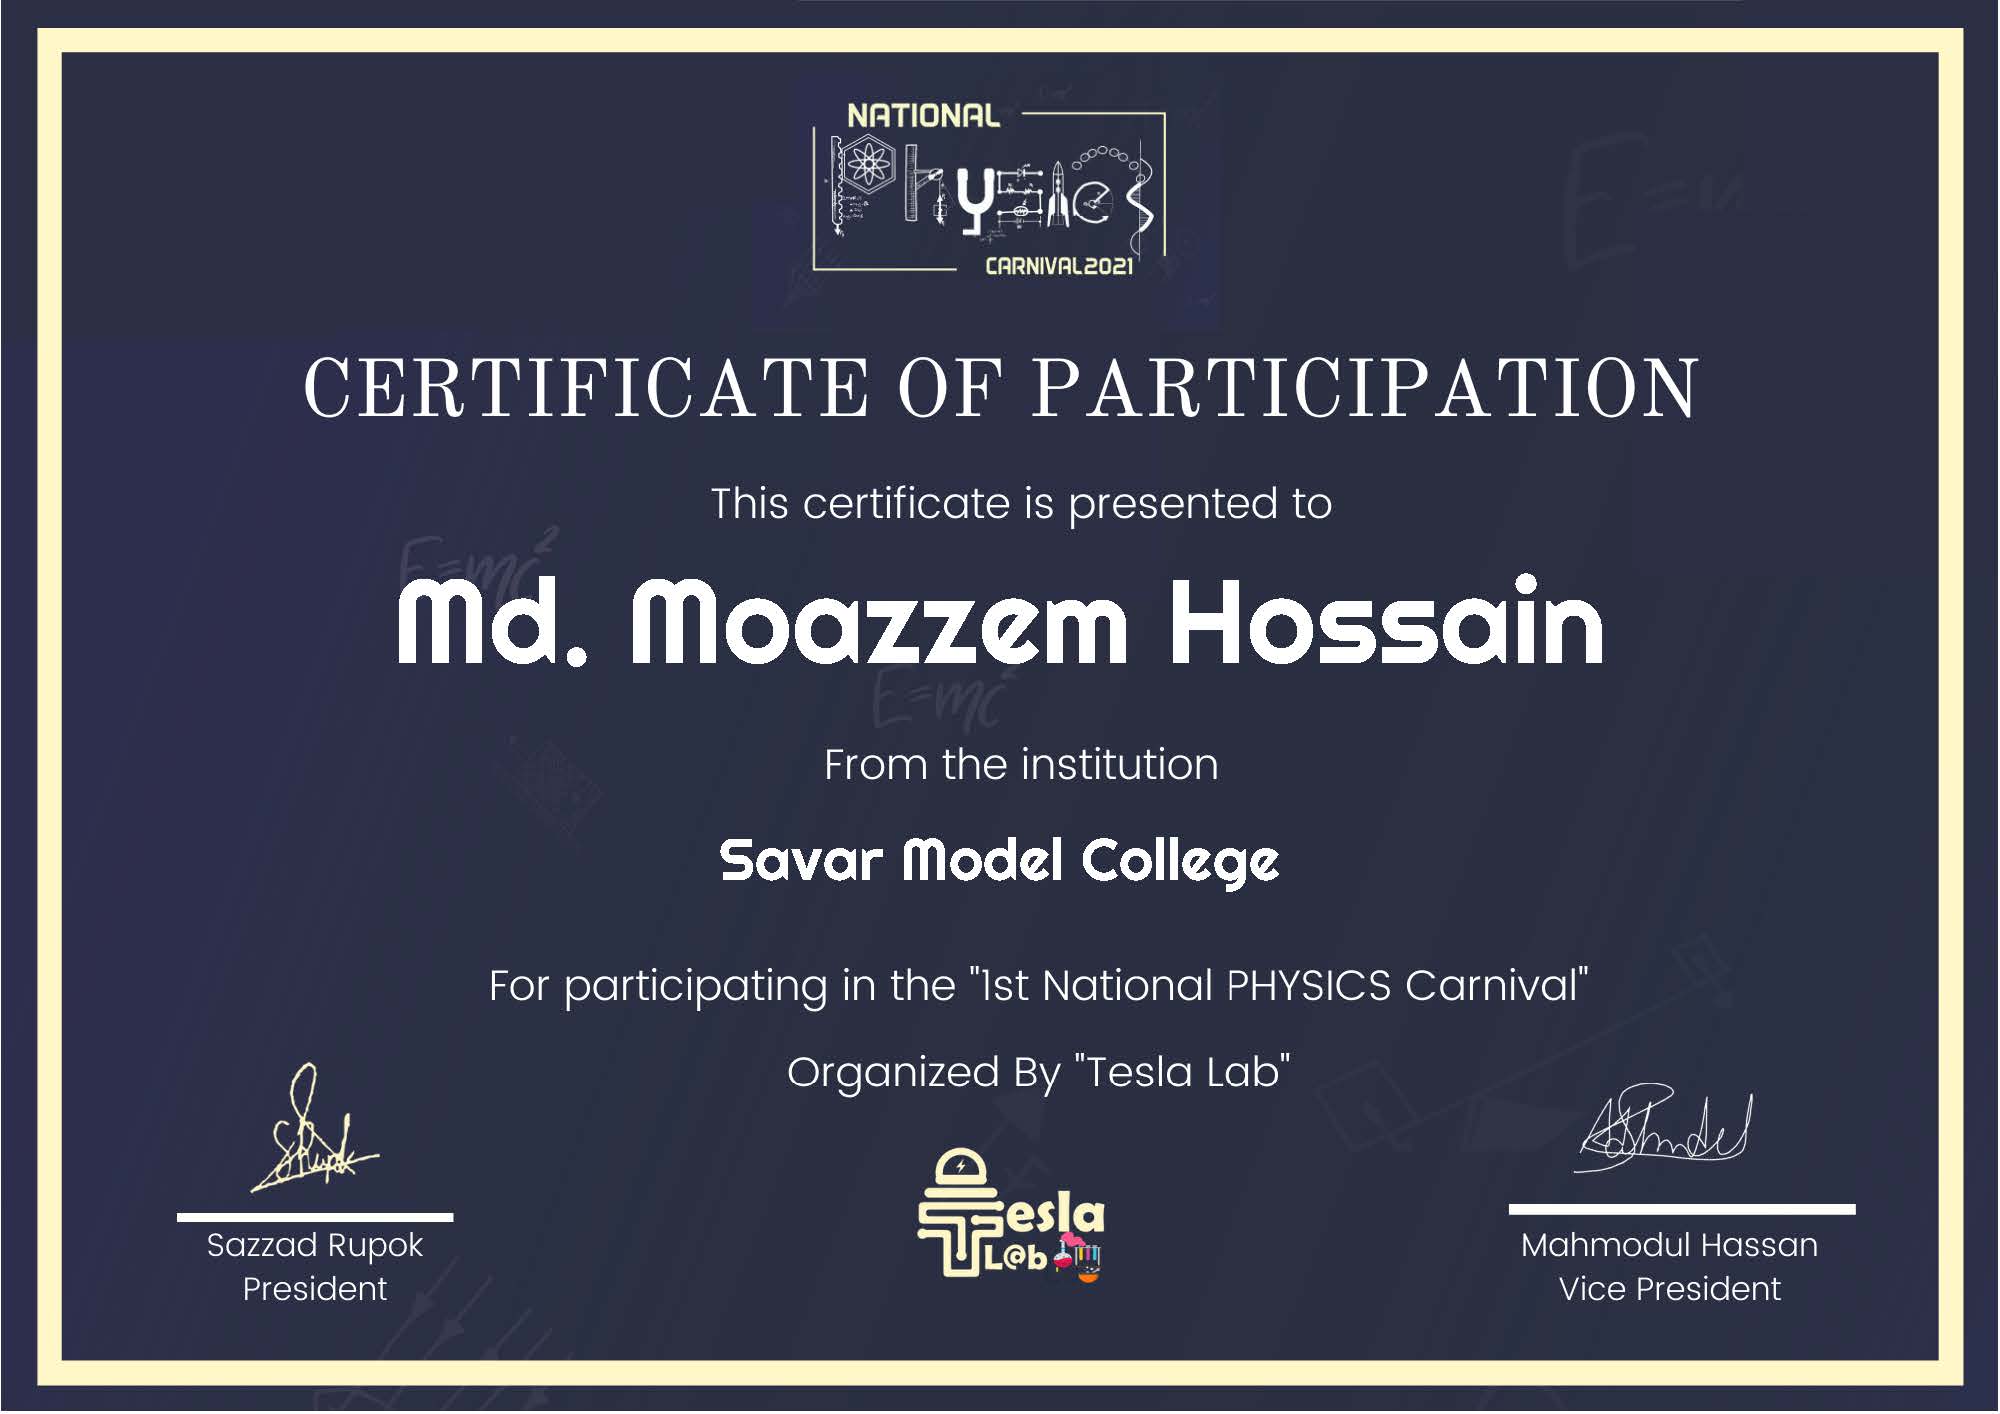 NATIONAL
Physics
CARNIVAL2021
CERTIFICATE OF PARTICIPATION
This certificate is presented to
E=mc²
Md. Moazzem Hossain
E=mc²
From the institution
Savar Model College
For participating in the "1st National PHYSICS Carnival"
Organized By "Tesla Lab"
Tesla
L@b
Sazzad Rupok
President
Mahmodul Hassan
Vice President